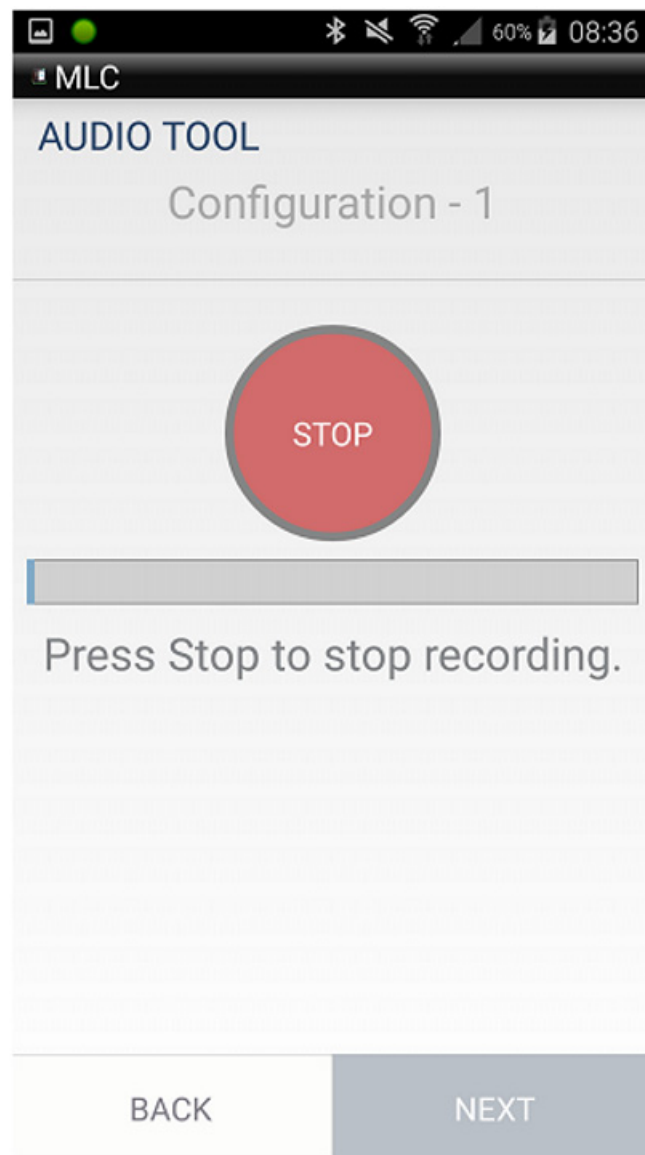 60% 08:36
MLC
AUDIO TOOL
Configuration - 1
STOP
Press Stop to stop recording.
BACK NEXT